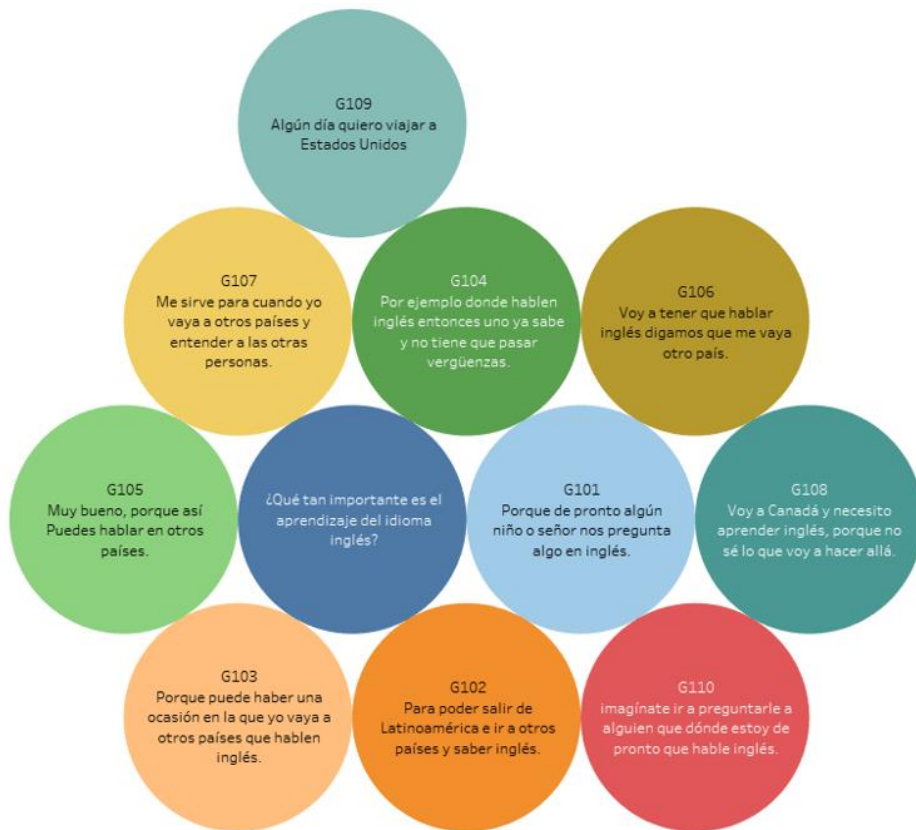 G109
Algún día quiero viajar a
Estados Unidos
G107
Me sirve para cuando yo
vaya a otros países y
entender a las otras
personas.
G104
Por ejemplo donde hablen
inglés entonces uno ya sabe
y no tiene que pasar
vergüenzas.
G106
Voy a tener que hablar
inglés digamos que me vaya
otro país.
G105
Muy bueno, porque así
Puedes hablar en otros
países.
¿Qué tan importante es el
aprendizaje del idioma
inglés?
G101
Porque de pronto algún
niño o señor nos pregunta
algo en inglés.
G108
Voy a Canadá y necesito
aprender inglés, porque no
sé lo que voy a hacer allá.
G103
Porque puede haber una
ocasión en la que yo vaya a
otros países que hablen
inglés.
G102
Para poder salir de
Latinoamérica e ir a otros
países y saber inglés.
G110
imagínate ir a preguntarle a
alguien que dónde estoy de
pronto que hable inglés.